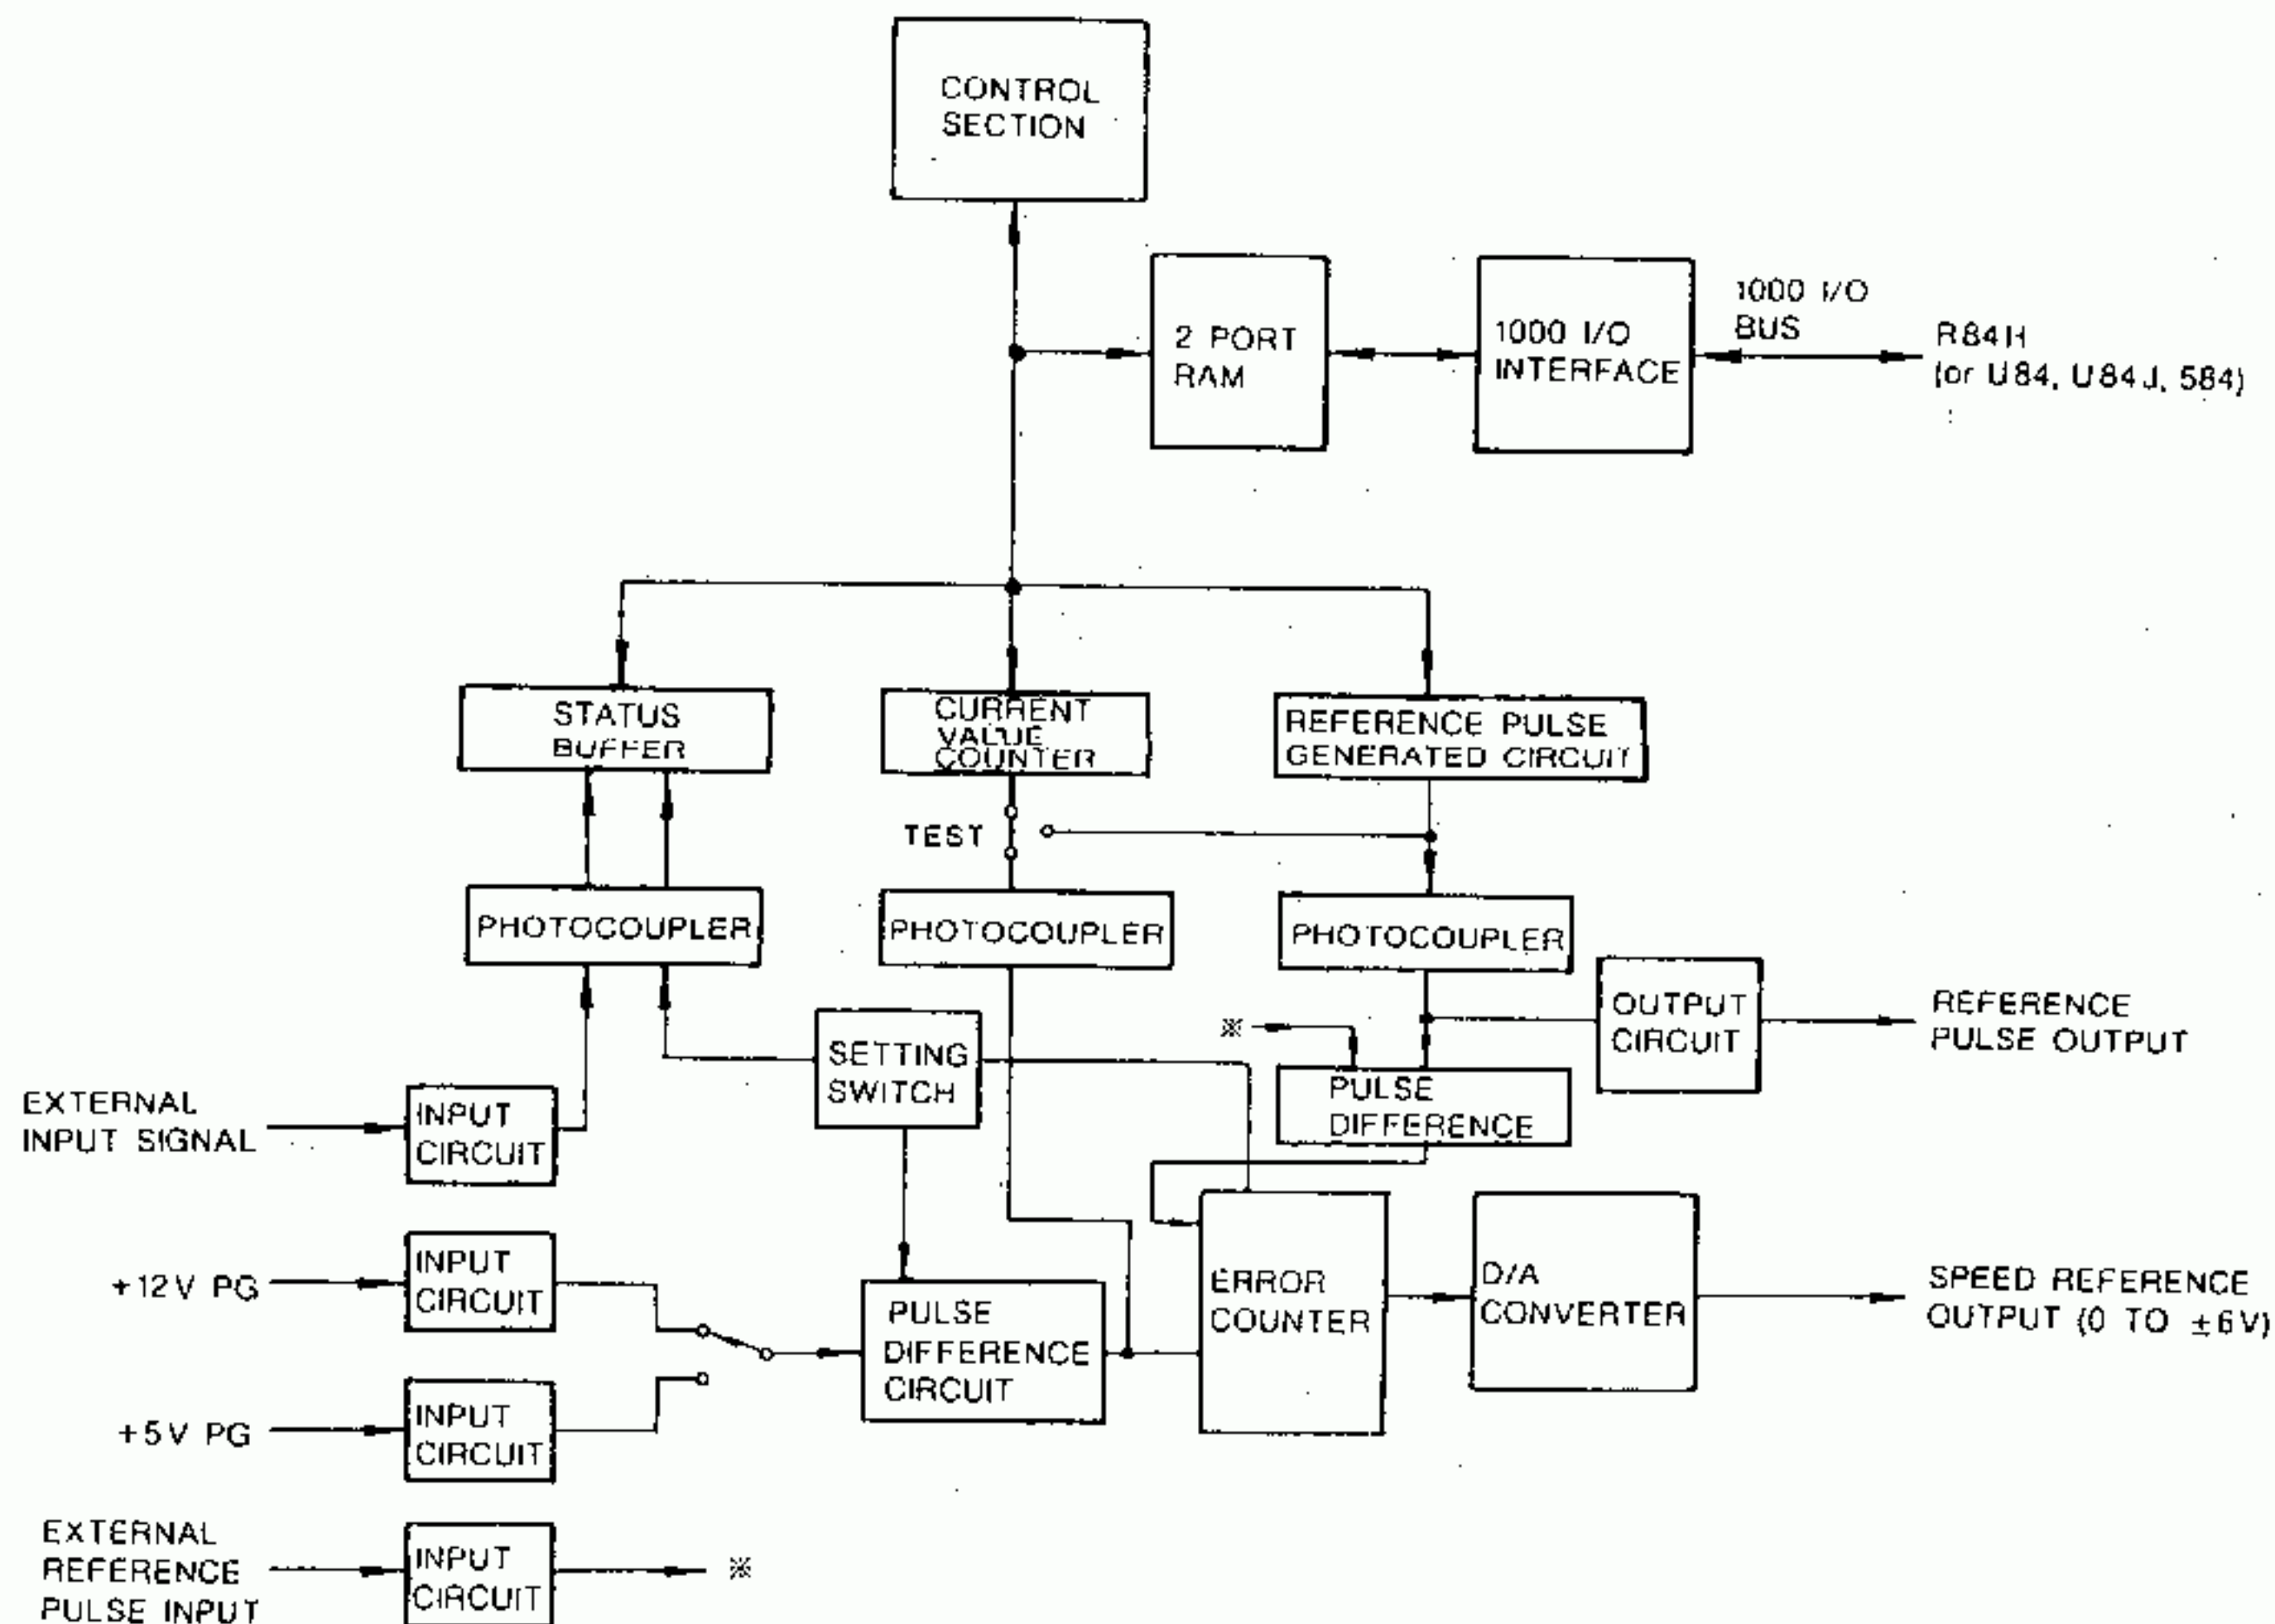 CONTROL
SECTION
2 PORT
RAM
1000 I/O
INTERFACE
1000 I/O
BUS
R84H
(or U84, U84J, 584)
STATUS
BUFFER
CURRENT
VALUE
COUNTER
REFERENCE PULSE
GENERATED CIRCUIT
TEST
PHOTOCOUPLER
PHOTOCOUPLER
PHOTOCOUPLER
OUTPUT
CIRCUIT
REFERENCE
PULSE OUTPUT
※
SETTING
SWITCH
PULSE
DIFFERENCE
EXTERNAL
INPUT SIGNAL
INPUT
CIRCUIT
+12V PG
INPUT
CIRCUIT
PULSE
DIFFERENCE
CIRCUIT
ERROR
COUNTER
D/A
CONVERTER
SPEED REFERENCE
OUTPUT (0 TO ±6V)
+5V PG
INPUT
CIRCUIT
EXTERNAL
REFERENCE
PULSE INPUT
INPUT
CIRCUIT
※